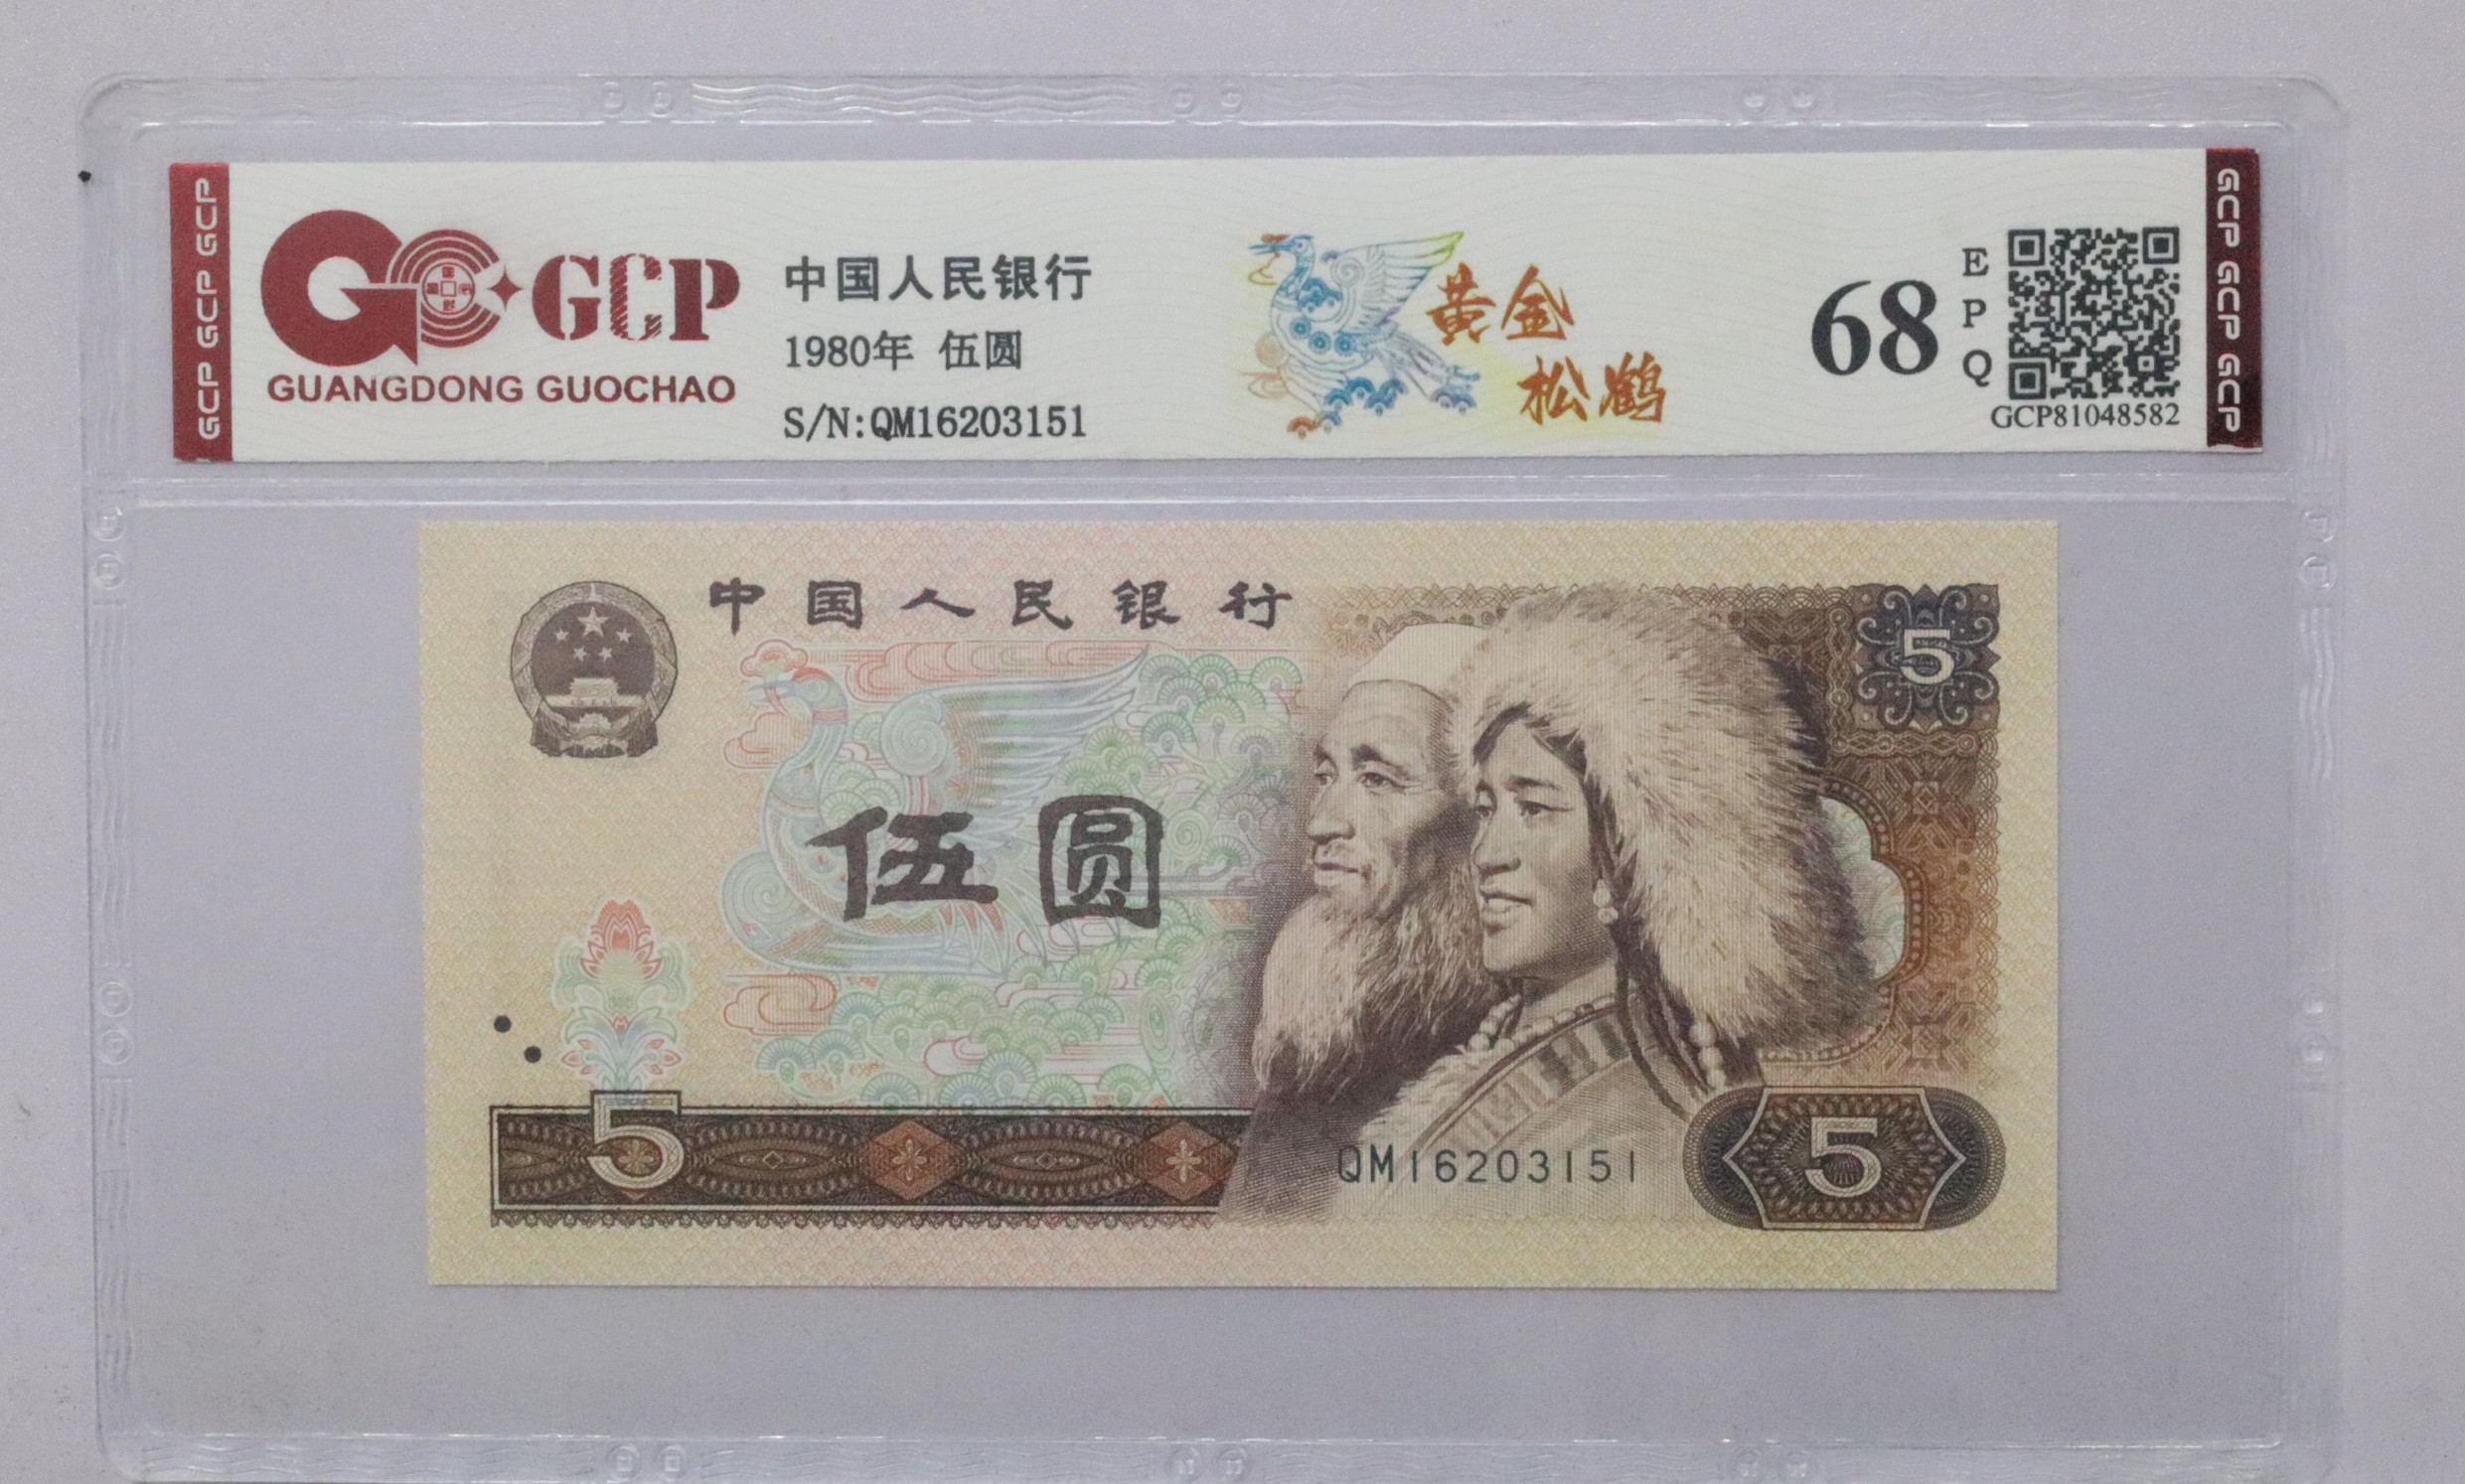 GCP GCP GCP
GCP
GUANGDONG GUOCHAO
中国人民银行
1980年 伍圆
S/N:QM16203151
黄金
松鹤
68
E
P
Q
GCP81048582
GCP GCP GCP
中国人民银行
5
伍圆
5
QM16203151
5